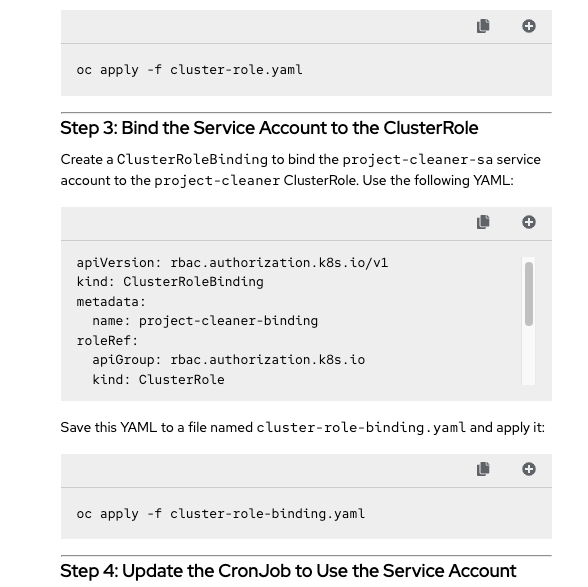 oc apply -f cluster-role.yaml
Step 3: Bind the Service Account to the ClusterRole
Create a ClusterRoleBinding to bind the project-cleaner-sa service
account to the project-cleaner ClusterRole. Use the following YAML:
apiVersion: rbac.authorization.k8s.io/v1
kind: ClusterRoleBinding
metadata:
  name: project-cleaner-binding
roleRef:
  apiGroup: rbac.authorization.k8s.io
  kind: ClusterRole
Save this YAML to a file named cluster-role-binding.yaml and apply it:
oc apply -f cluster-role-binding.yaml
Step 4: Update the CronJob to Use the Service Account